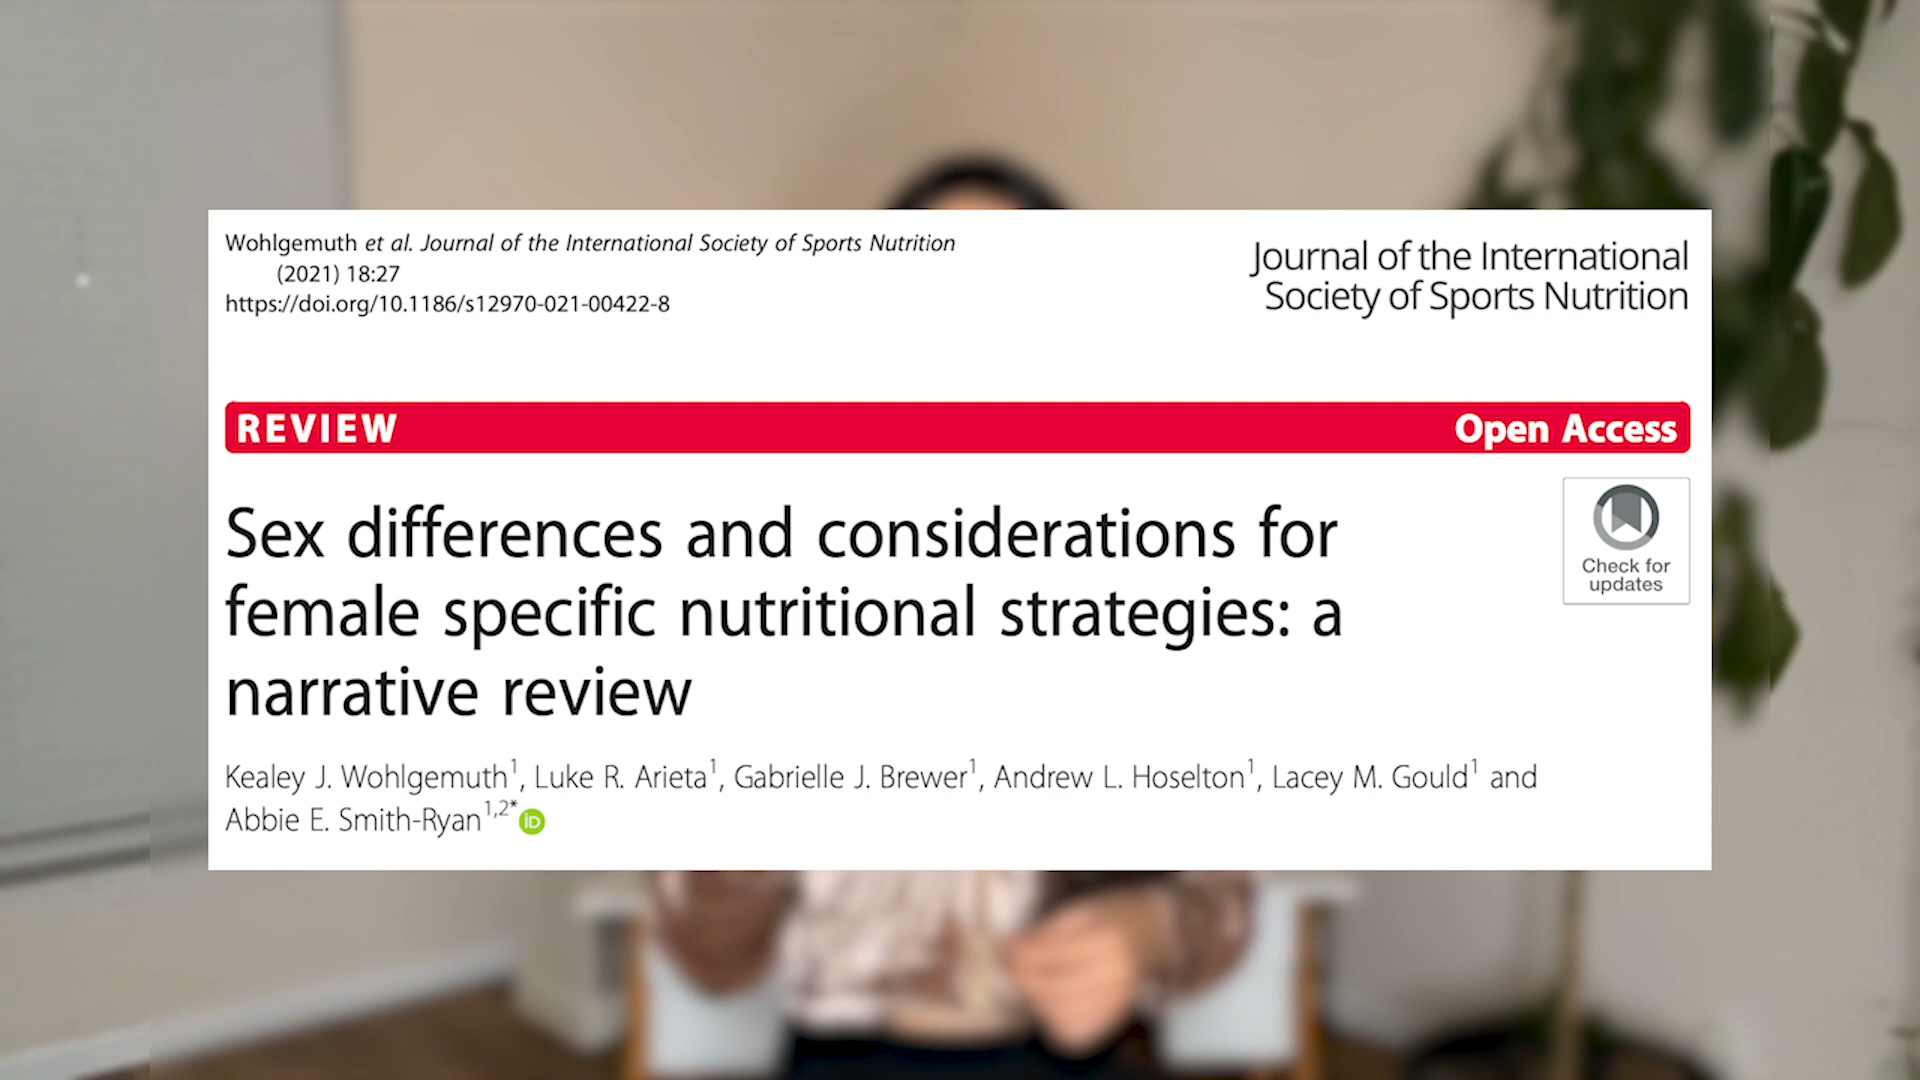 Wohlgemuth et al. Journal of the International Society of Sports Nutrition
(2021) 18:27
https://doi.org/10.1186/s12970-021-00422-8
Journal of the International
Society of Sports Nutrition
REVIEW
Open Access
Check for
updates
Sex differences and considerations for
female specific nutritional strategies: a
narrative review
Kealey J. Wohlgemuth1, Luke R. Arieta1, Gabrielle J. Brewer1, Andrew L. Hoselton1, Lacey M. Gould1 and
Abbie E. Smith-Ryan1,2* iD